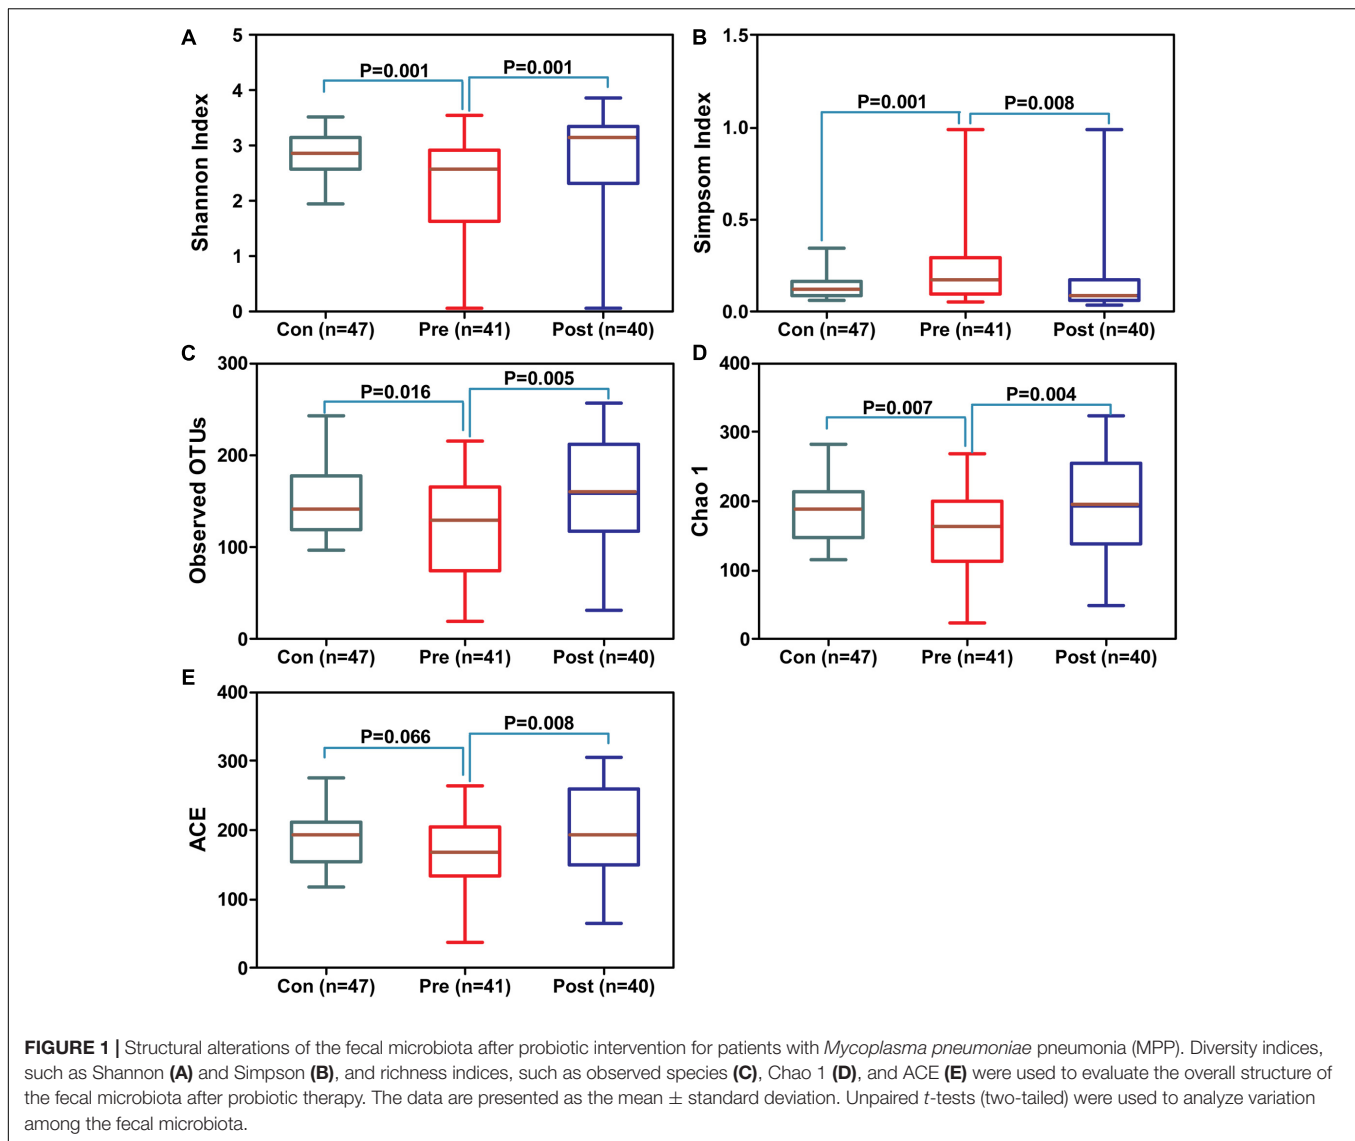 A
Shannon Index
5
4
3
2
1
0
P=0.001
P=0.001
Con (n=47)
Pre (n=41)
Post (n=40)
B
Simpsom Index
1.5
1.0
0.5
0.0
P=0.001
P=0.008
Con (n=47)
Pre (n=41)
Post (n=40)
C
Observed OTUs
300
200
100
0
P=0.016
P=0.005
Con (n=47)
Pre (n=41)
Post (n=40)
D
Chao 1
400
300
200
100
0
P=0.007
P=0.004
Con (n=47)
Pre (n=41)
Post (n=40)
E
ACE
400
300
200
100
0
P=0.066
P=0.008
Con (n=47)
Pre (n=41)
Post (n=40)
FIGURE 1 | Structural alterations of the fecal microbiota after probiotic intervention for patients with Mycoplasma pneumoniae pneumonia (MPP). Diversity indices,
such as Shannon (A) and Simpson (B), and richness indices, such as observed species (C), Chao 1 (D), and ACE (E) were used to evaluate the overall structure of
the fecal microbiota after probiotic therapy. The data are presented as the mean ± standard deviation. Unpaired t-tests (two-tailed) were used to analyze variation
among the fecal microbiota.